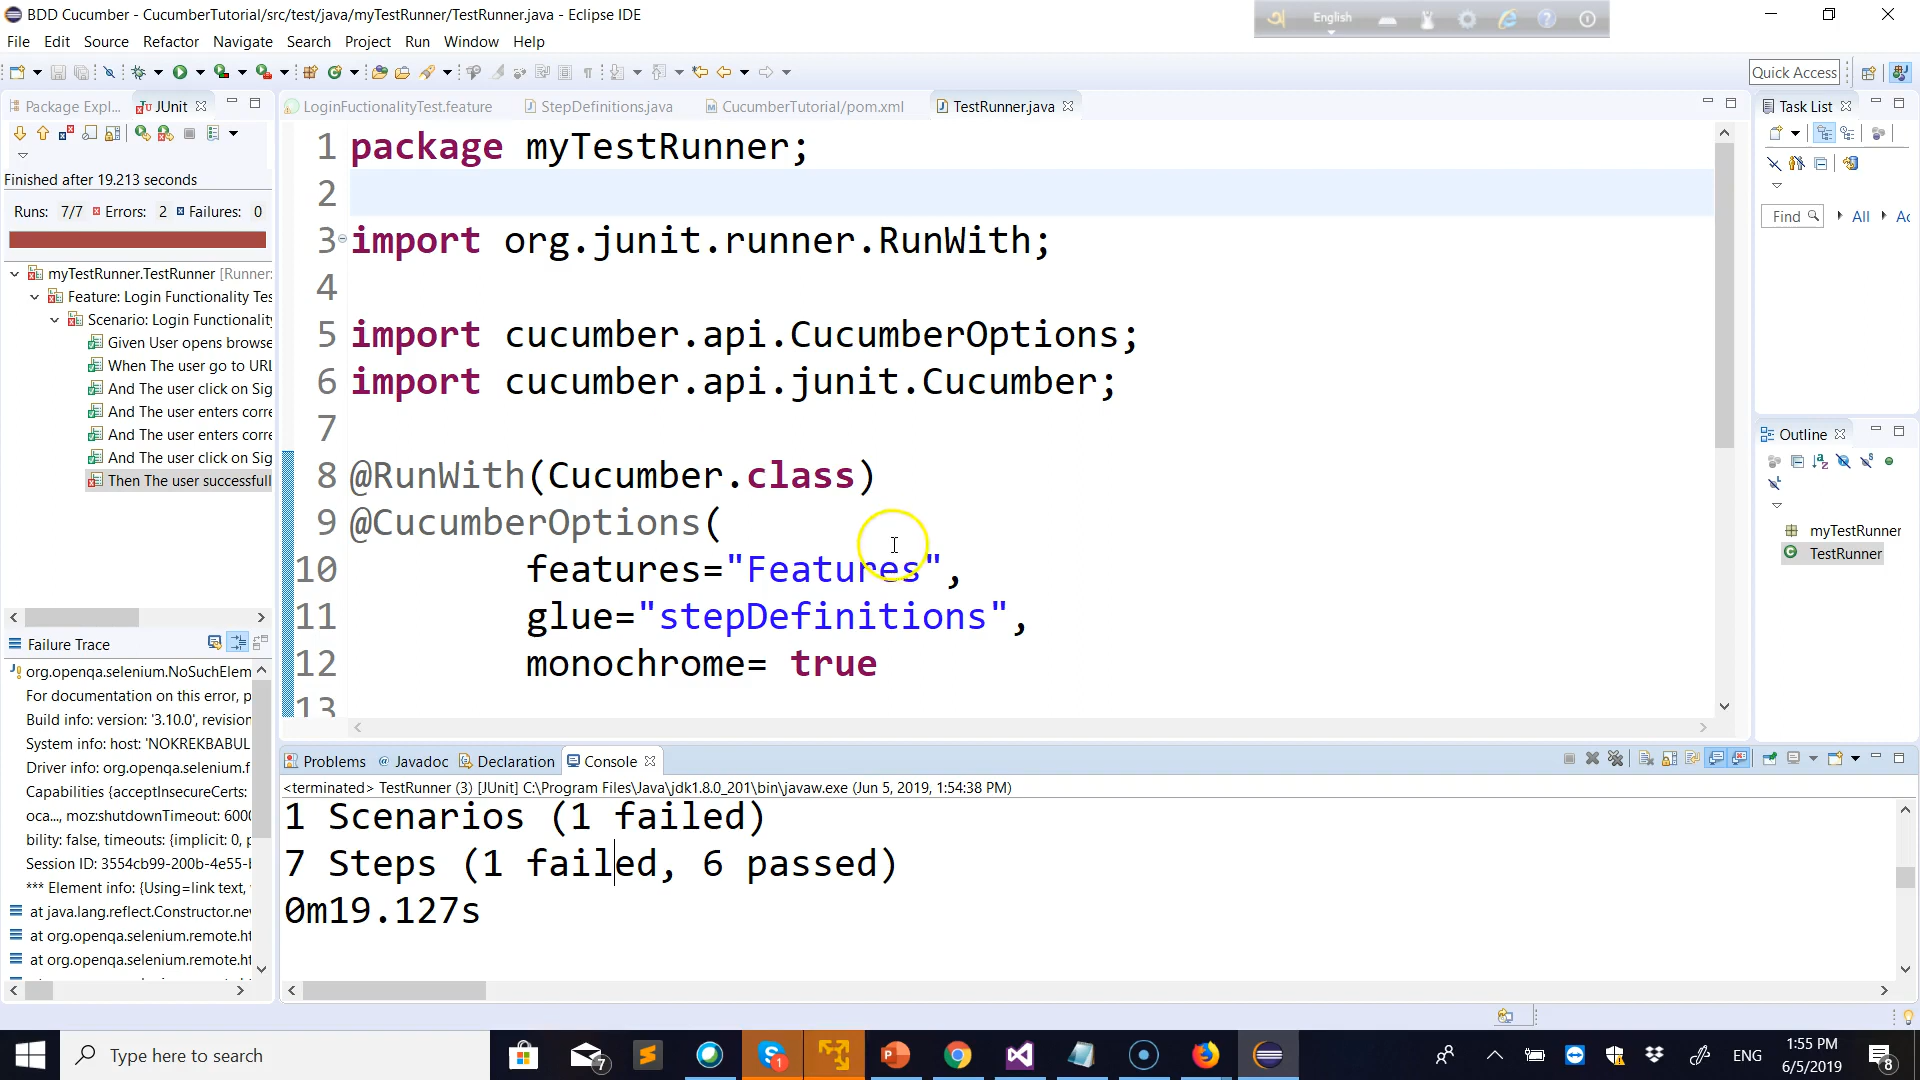 BDD Cucumber - CucumberTutorial/src/test/java/myTestRunner/TestRunner.java - Eclipse IDE
English
File Edit Source Refactor Navigate Search Project Run Window Help
Quick Access
Package Expl...
JUnit
LoginFuctionalityTest.feature
StepDefinitions.java
CucumberTutorial/pom.xml
TestRunner.java
Task List
Finished after 19.213 seconds
Runs: 7/7 Errors: 2 Failures: 0
myTestRunner.TestRunner [Runner:
Feature: Login Functionality Tes
Scenario: Login Functionality
Given User opens browse
When The user go to URL
And The user click on Sig
And The user enters corre
And The user enters corre
And The user click on Sig
Then The user successfull
Failure Trace
org.openqa.selenium.NoSuchElem
For documentation on this error, p
Build info: version: '3.10.0', revision
System info: host: 'NOKREKBABUL
Driver info: org.openqa.selenium.f
Capabilities {acceptInsecureCerts:
oca..., moz:shutdownTimeout: 6000
bility: false, timeouts: {implicit: 0, p
Session ID: 3554cb99-200b-4e55-b
*** Element info: {Using=link text,
at java.lang.reflect.Constructor.nev
at org.openqa.selenium.remote.ht
at org.openqa.selenium.remote.ht
1 package myTestRunner;
2
3 import org.junit.runner.RunWith;
4
5 import cucumber.api.CucumberOptions;
6 import cucumber.api.junit.Cucumber;
7
8 @RunWith(Cucumber.class)
9 @CucumberOptions(
10 features="Features",
11 glue="stepDefinitions",
12 monochrome= true
13
Find
All
Ac
Outline
myTestRunner
TestRunner
Problems
Javadoc
Declaration
Console
<terminated> TestRunner (3) [JUnit] C:\Program Files\Java\jdk1.8.0_201\bin\javaw.exe (Jun 5, 2019, 1:54:38 PM)
1 Scenarios (1 failed)
7 Steps (1 failed, 6 passed)
0m19.127s
Type here to search
7
1
ENG
1:55 PM
6/5/2019
8